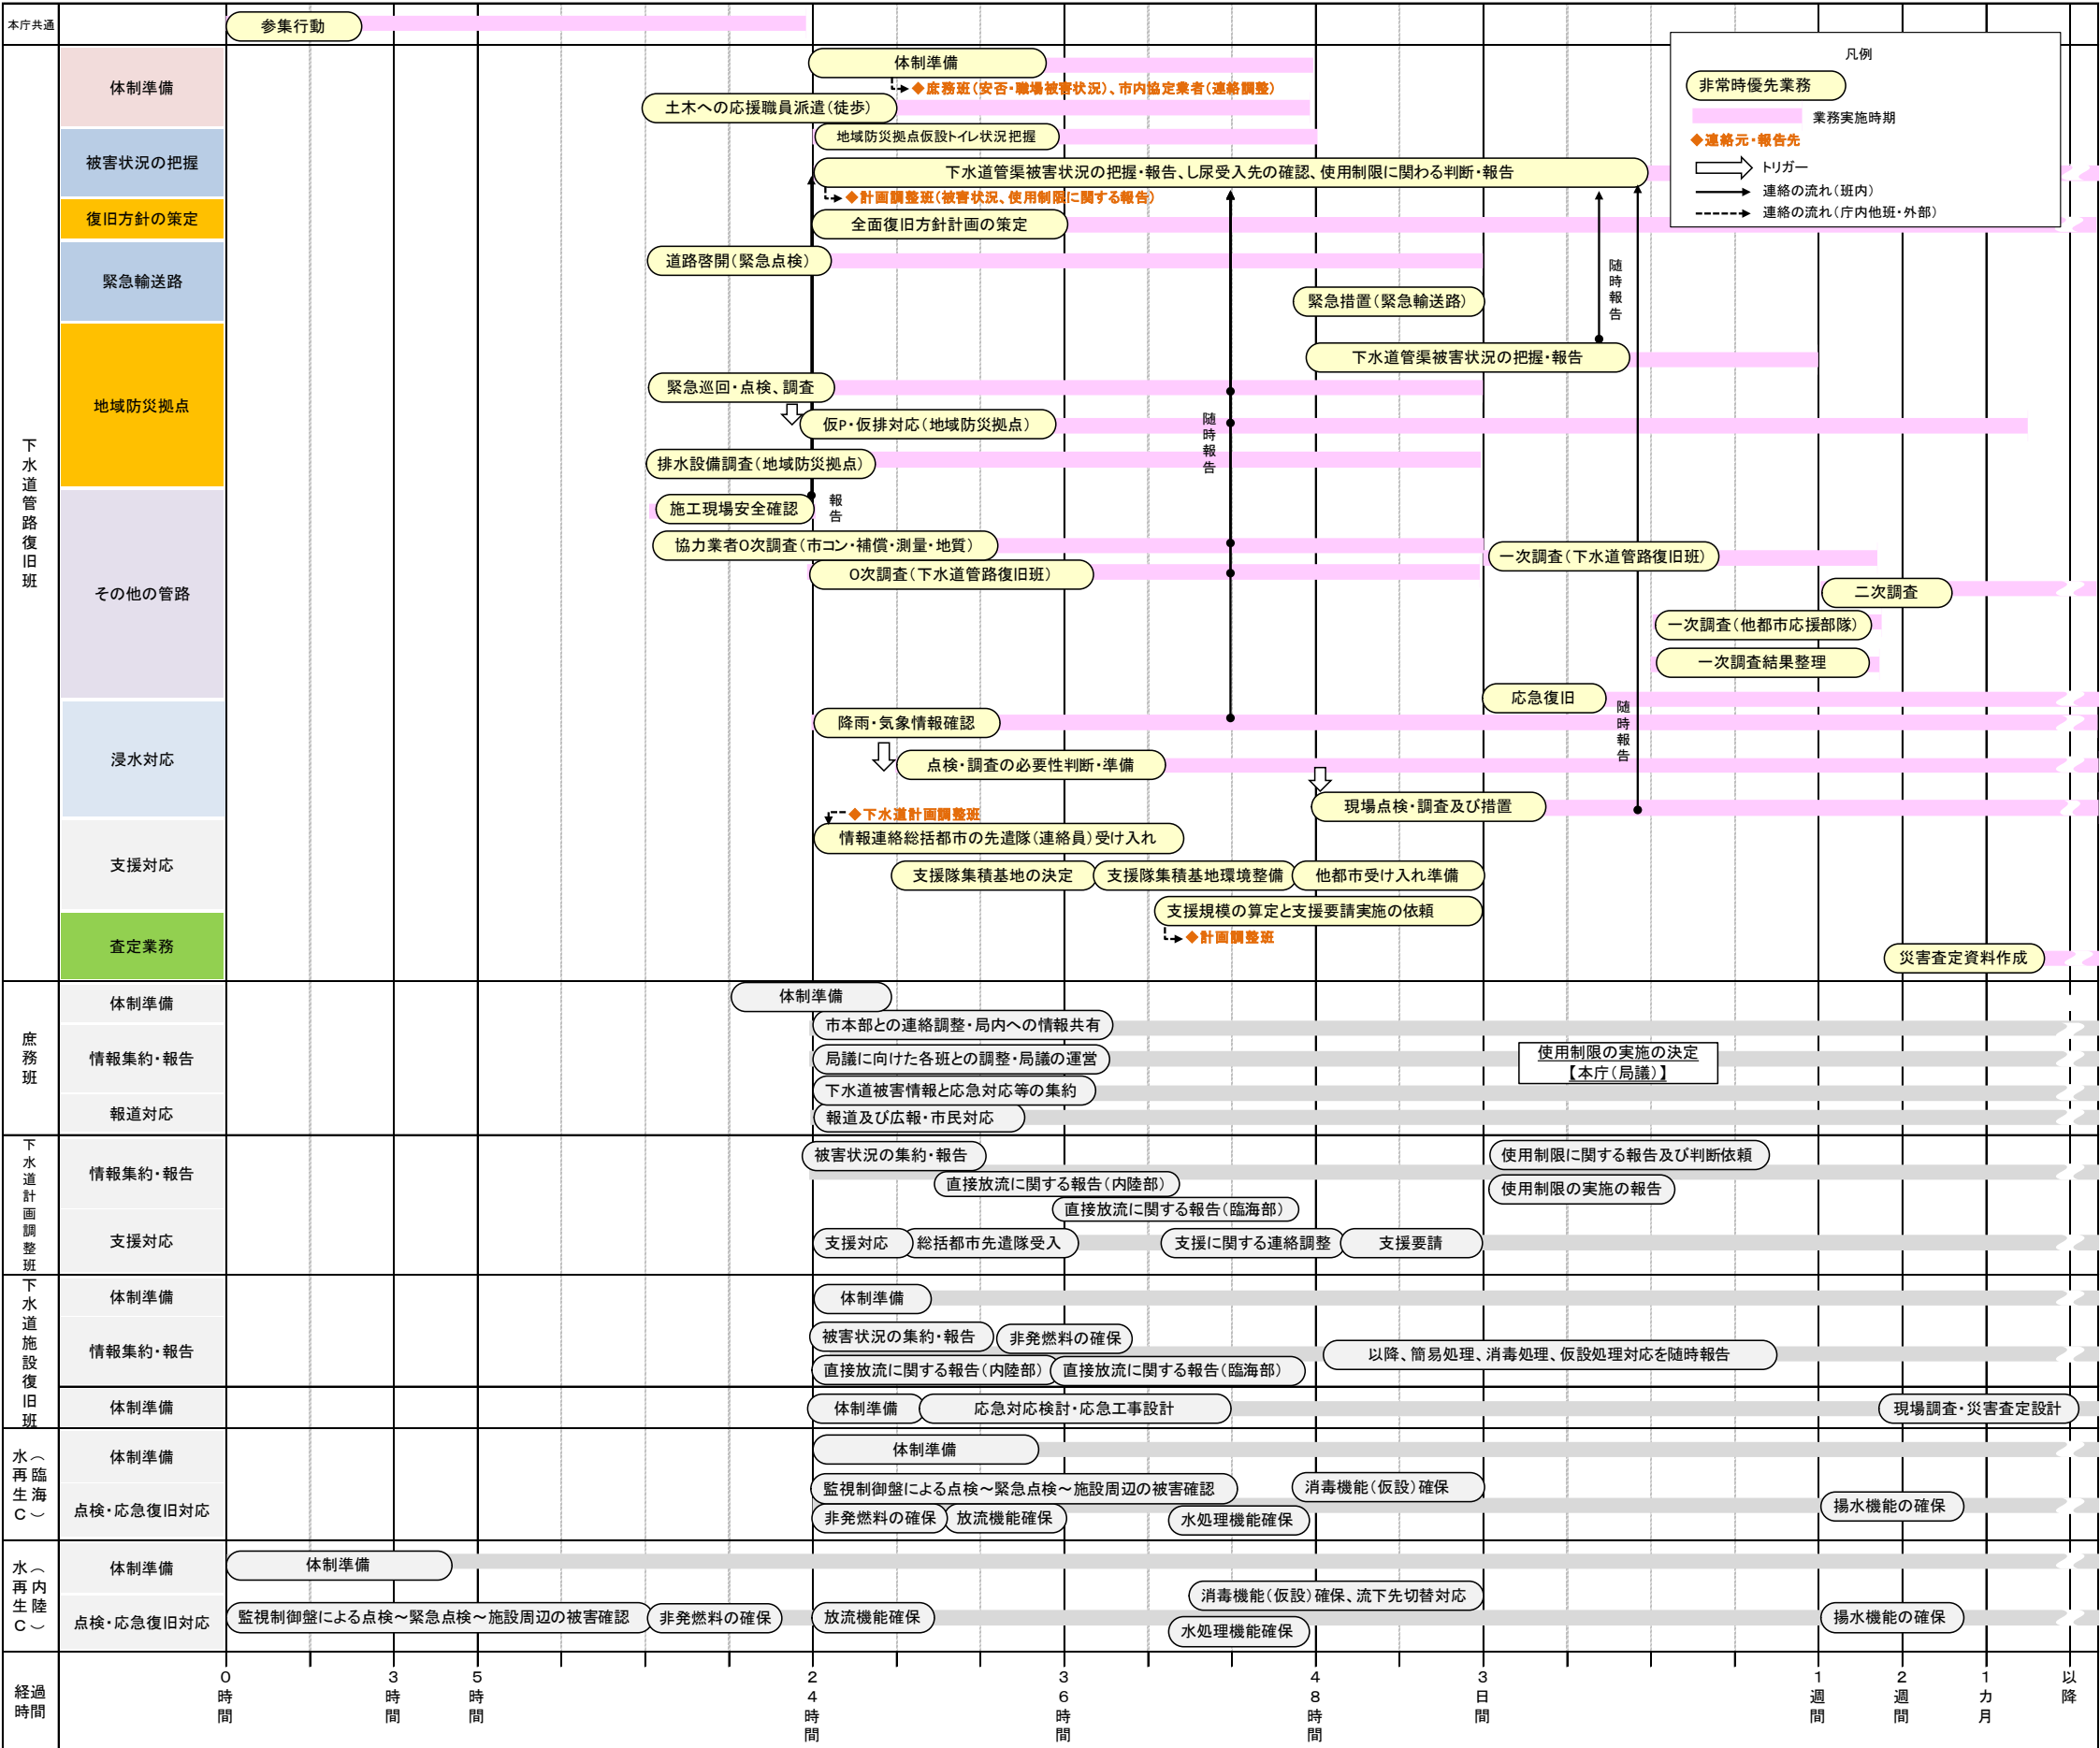 本庁共通
参集行動
凡例
非常時優先業務
業務実施時期
◆連絡元・報告先
トリガー
連絡の流れ(班内)
連絡の流れ(庁内他班・外部)
下水道管路復旧班
体制準備
体制準備
◆庶務班(安否・職場被害状況)、市内協定業者(連絡調整)
土木への応援職員派遣(徒歩)
被害状況の把握
地域防災拠点仮設トイレ状況把握
下水道管渠被害状況の把握・報告、し尿受入先の確認、使用制限に関わる判断・報告
◆計画調整班(被害状況、使用制限に関する報告)
復旧方針の策定
全面復旧方針計画の策定
緊急輸送路
道路啓開(緊急点検)
緊急措置(緊急輸送路)
随時報告
地域防災拠点
下水道管渠被害状況の把握・報告
緊急巡回・点検、調査
仮P・仮排対応(地域防災拠点)
随時報告
排水設備調査(地域防災拠点)
その他の管路
施工現場安全確認
報告
協力業者0次調査(市コン・補償・測量・地質)
一次調査(下水道管路復旧班)
0次調査(下水道管路復旧班)
二次調査
一次調査(他都市応援部隊)
一次調査結果整理
応急復旧
随時報告
浸水対応
降雨・気象情報確認
点検・調査の必要性判断・準備
現場点検・調査及び措置
支援対応
◆下水道計画調整班
情報連絡総括都市の先遣隊(連絡員)受け入れ
支援隊集積基地の決定
支援隊集積基地環境整備
他都市受け入れ準備
支援規模の算定と支援要請実施の依頼
◆計画調整班
査定業務
災害査定資料作成
庶務班
体制準備
体制準備
情報集約・報告
市本部との連絡調整・局内への情報共有
局議に向けた各班との調整・局議の運営
使用制限の実施の決定
【本庁(局議)】
下水道被害情報と応急対応等の集約
報道対応
報道及び広報・市民対応
下水道計画調整班
情報集約・報告
被害状況の集約・報告
使用制限に関する報告及び判断依頼
直接放流に関する報告(内陸部)
使用制限の実施の報告
直接放流に関する報告(臨海部)
支援対応
支援対応
総括都市先遣隊受入
支援に関する連絡調整
支援要請
下水道施設復旧班
体制準備
体制準備
情報集約・報告
被害状況の集約・報告
非発燃料の確保
以降、簡易処理、消毒処理、仮設処理対応を随時報告
直接放流に関する報告(内陸部)
直接放流に関する報告(臨海部)
体制準備
体制準備
応急対応検討・応急工事設計
現場調査・災害査定設計
水再生C
(臨海)
体制準備
体制準備
点検・応急復旧対応
監視制御盤による点検～緊急点検～施設周辺の被害確認
消毒機能(仮設)確保
非発燃料の確保
放流機能確保
水処理機能確保
揚水機能の確保
水再生C
(内陸)
体制準備
体制準備
点検・応急復旧対応
消毒機能(仮設)確保、流下先切替対応
監視制御盤による点検～緊急点検～施設周辺の被害確認
非発燃料の確保
放流機能確保
水処理機能確保
揚水機能の確保
経過
時間
0時間
3時間
5時間
24時間
36時間
48時間
3日間
1週間
2週間
1カ月
以降